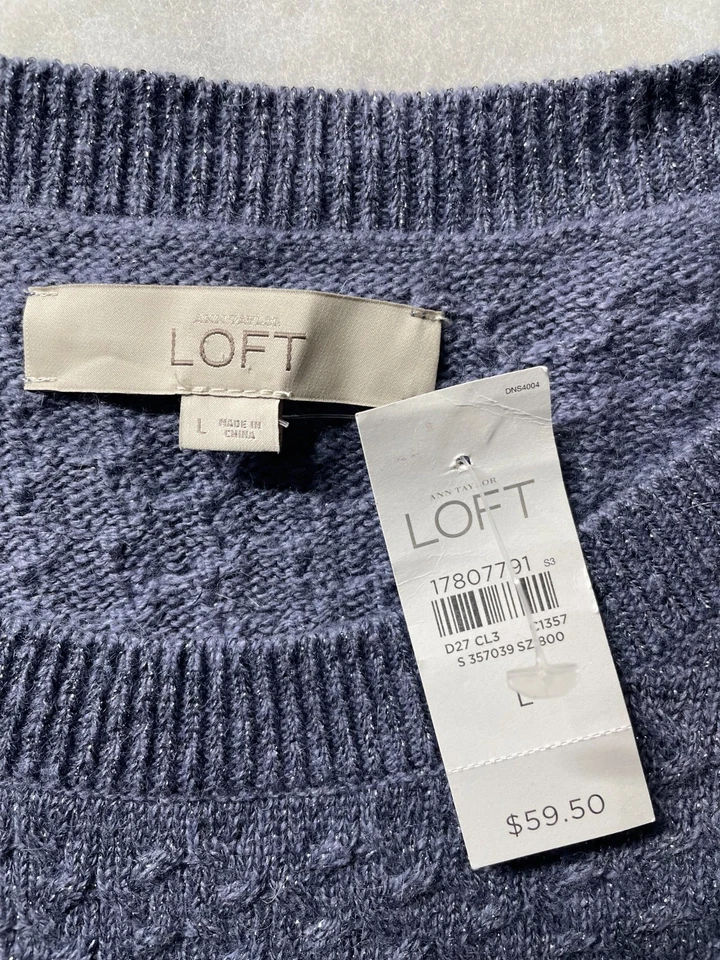 ANN TAYLOR
LOFT
L
MADE IN
CHINA
DNS4004
ANN TAYLOR
LOFT
17807791 S3
D27 CL3 C1357
S 357039 SZ 800
L
$59.50